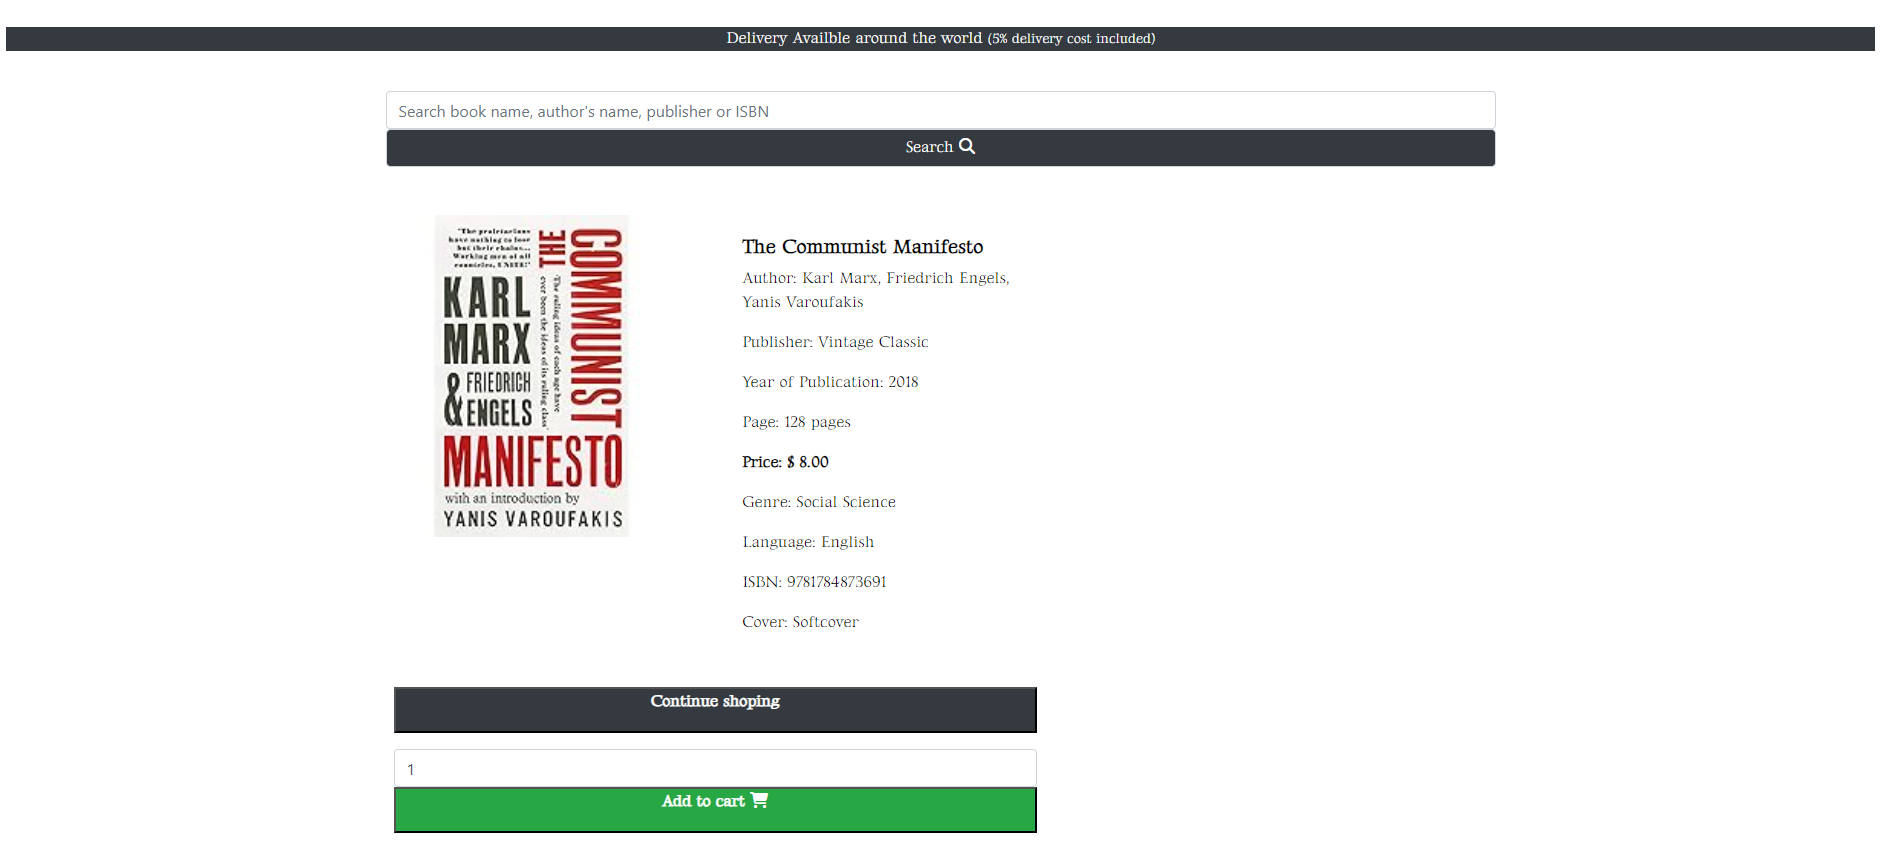 Delivery Availble around the world (5% delivery cost included)
Search book name, author's name, publisher or ISBN
Search
"The proletarians
have nothing to lose
but their chains...
Working men of all
countries, UNITE!"
THE
COMMUNIST
'The ruling ideas of each age have
ever been the ideas of its ruling class'
KARL
MARX
& FRIEDRICH
ENGELS
MANIFESTO
with an introduction by
YANIS VAROUFAKIS
The Communist Manifesto
Author: Karl Marx, Friedrich Engels,
Yanis Varoufakis
Publisher: Vintage Classic
Year of Publication: 2018
Page: 128 pages
Price: $ 8.00
Genre: Social Science
Language: English
ISBN: 9781784873691
Cover: Softcover
Continue shoping
1
Add to cart